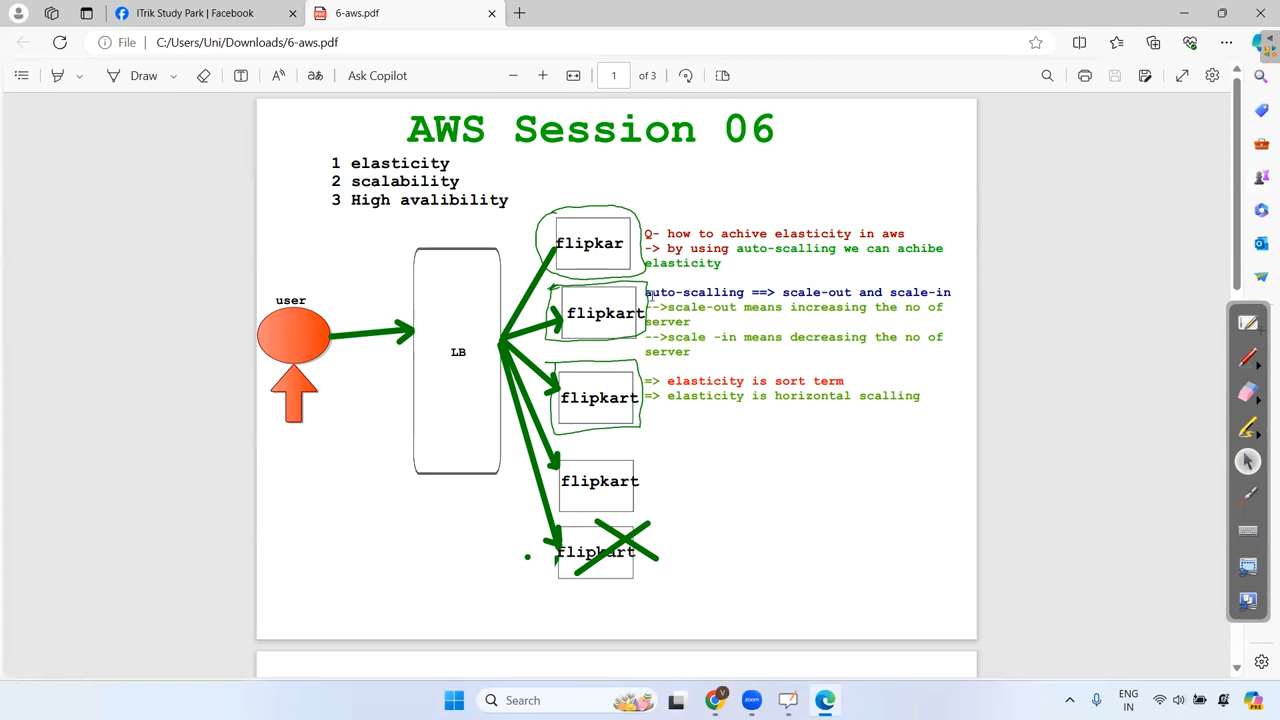 ITrik Study Park | Facebook
6-aws.pdf
File
C:/Users/Uni/Downloads/6-aws.pdf
Draw
Ask Copilot
1
of 3
AWS Session 06
1 elasticity
2 scalability
3 High avalibility
user
LB
flipkar
flipkart
flipkart
flipkart
flipkart
Q- how to achive elasticity in aws
-> by using auto-scalling we can achibe
elasticity
auto-scalling ==> scale-out and scale-in
-->scale-out means increasing the no of
server
-->scale -in means decreasing the no of
server
=> elasticity is sort term
=> elasticity is horizontal scalling
Search
ENG
IN